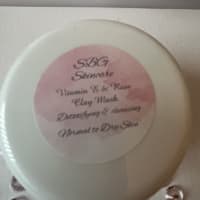 SBG
Skincare
Vitamin E & Rose
Clay Mask
Detoxifying & cleansing
Normal to Dry Skin